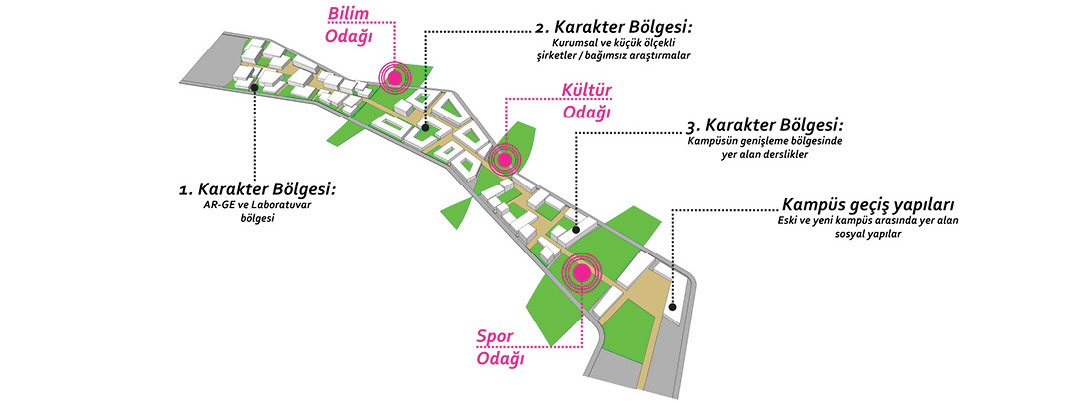 Bilim
Odağı
2. Karakter Bölgesi:
Kurumsal ve küçük ölçekli
şirketler / bağımsız araştırmalar
Kültür
Odağı
3. Karakter Bölgesi:
Kampüsün genişleme bölgesinde
yer alan derslikler
1. Karakter Bölgesi:
AR-GE ve Laboratuvar
bölgesi
Kampüs geçiş yapıları
Eski ve yeni kampüs arasında yer alan
sosyal yapılar
Spor
Odağı